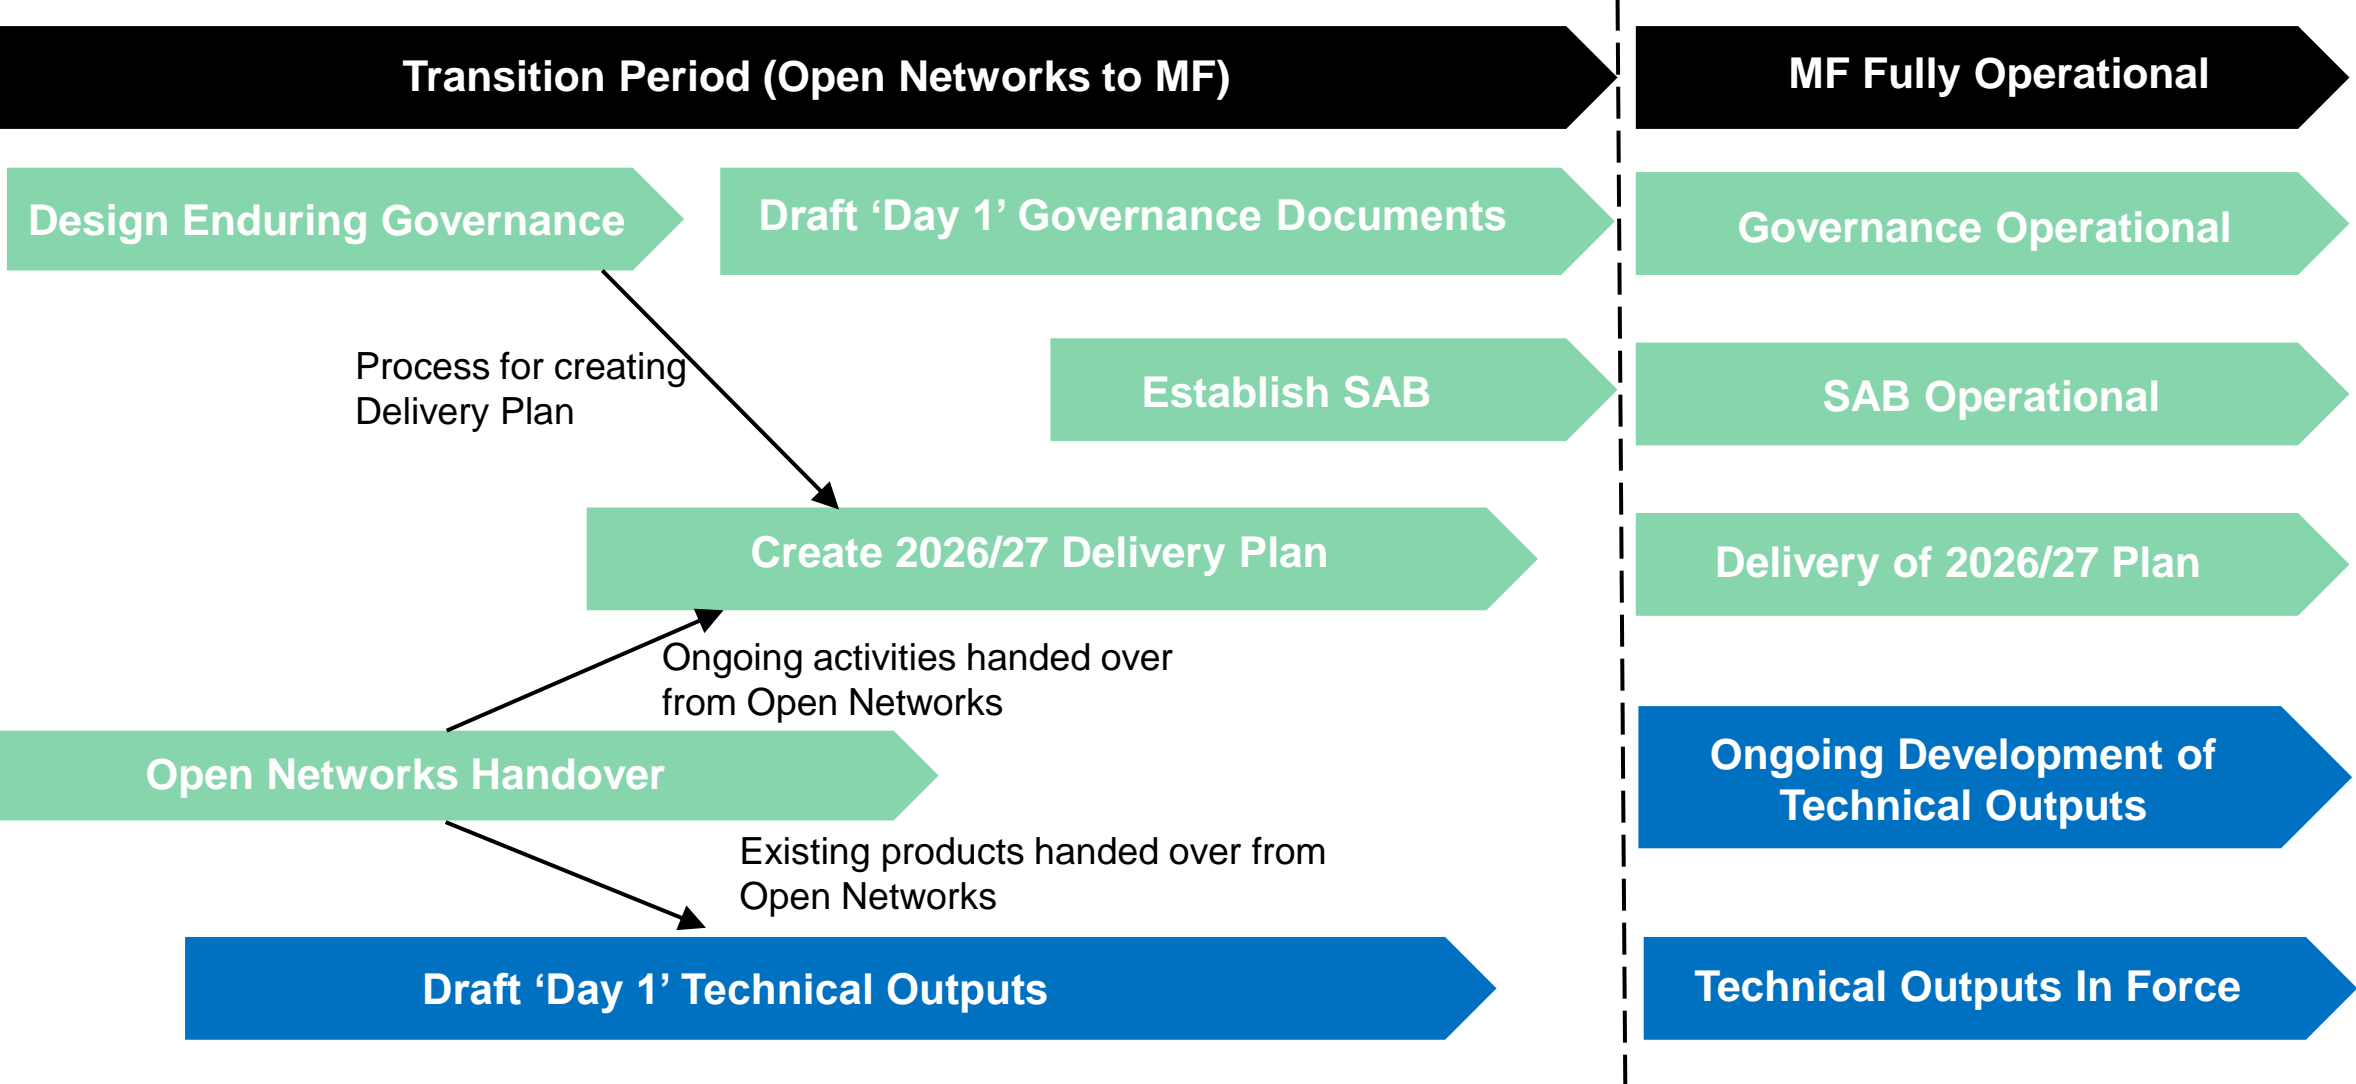 Transition Period (Open Networks to MF)
MF Fully Operational
Design Enduring Governance
Draft ‘Day 1’ Governance Documents
Governance Operational
Process for creating
Delivery Plan
Establish SAB
SAB Operational
Create 2026/27 Delivery Plan
Delivery of 2026/27 Plan
Ongoing activities handed over
from Open Networks
Open Networks Handover
Ongoing Development of
Technical Outputs
Existing products handed over from
Open Networks
Draft ‘Day 1’ Technical Outputs
Technical Outputs In Force